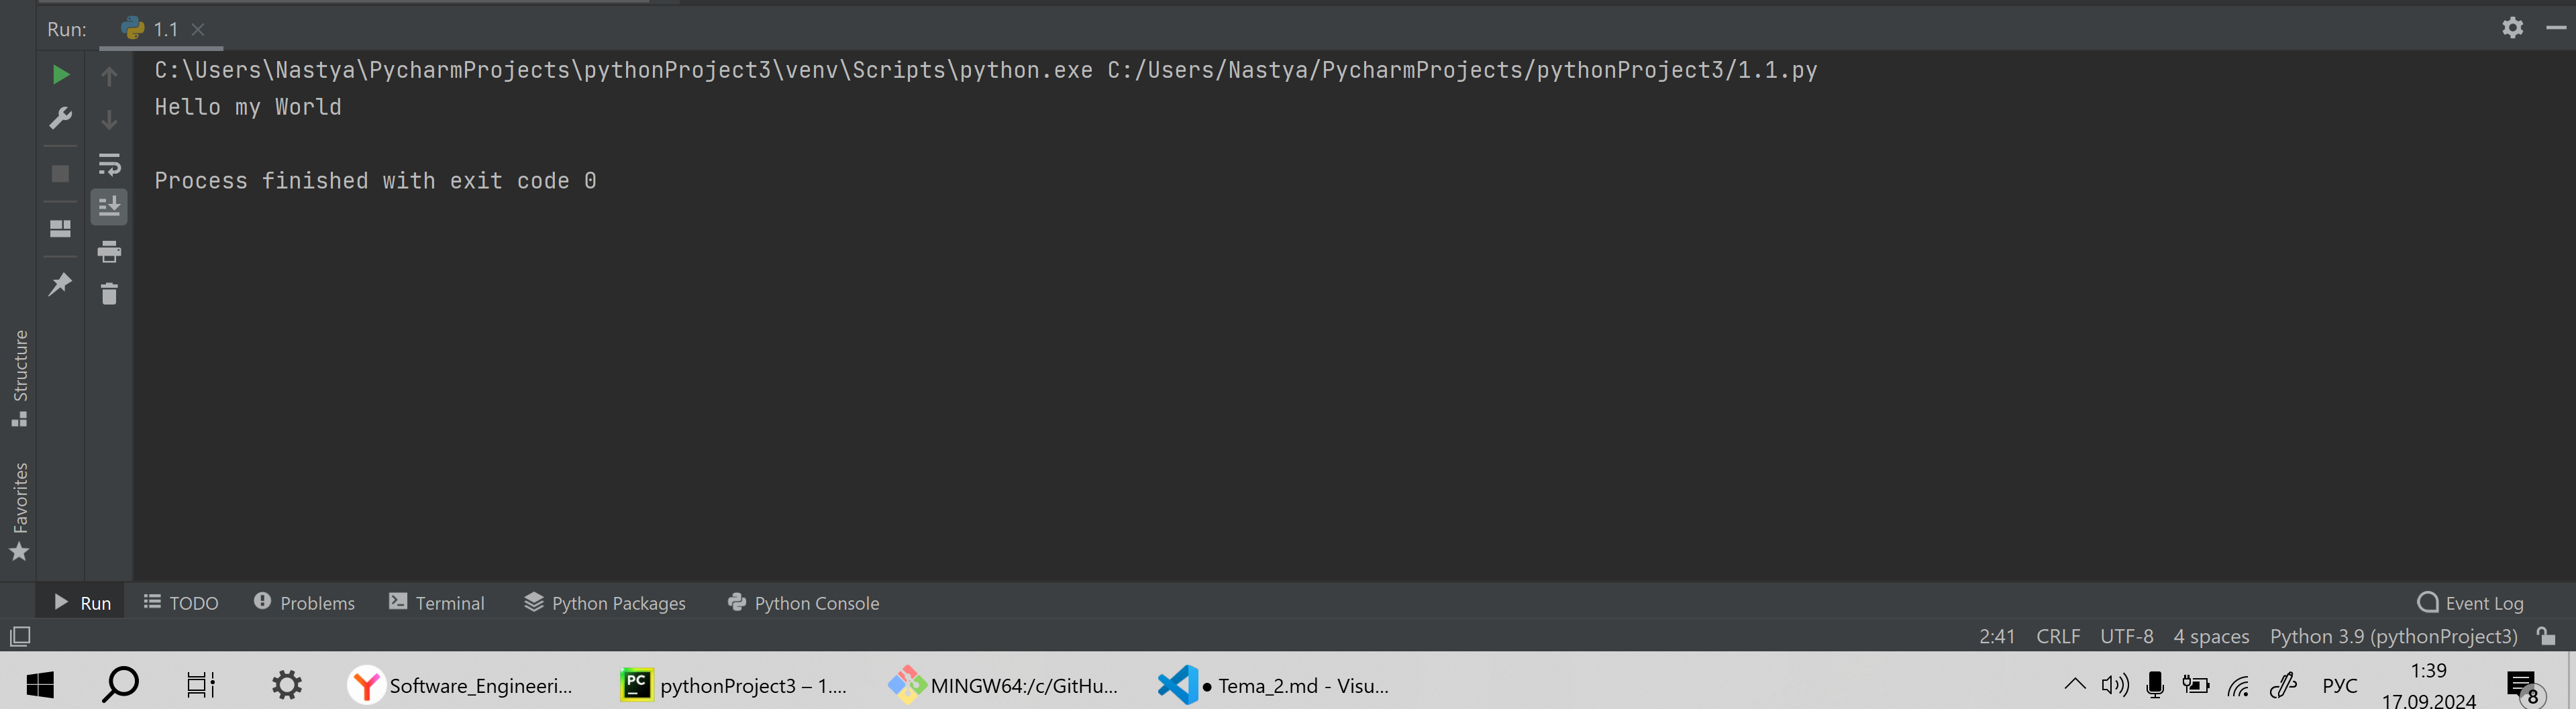 Run: 1.1
C:\Users\Nastya\PycharmProjects\pythonProject3\venv\Scripts\python.exe C:/Users/Nastya/PycharmProjects/pythonProject3/1.1.py
Hello my World
Process finished with exit code 0
Structure
Favorites
Run TODO Problems Terminal Python Packages Python Console Event Log
2:41 CRLF UTF-8 4 spaces Python 3.9 (pythonProject3)
Software_Engineeri... PC pythonProject3 – 1.... MINGW64:/c/GitHu... ● Tema_2.md - Visu... РУС 1:39
17.09.2024 8